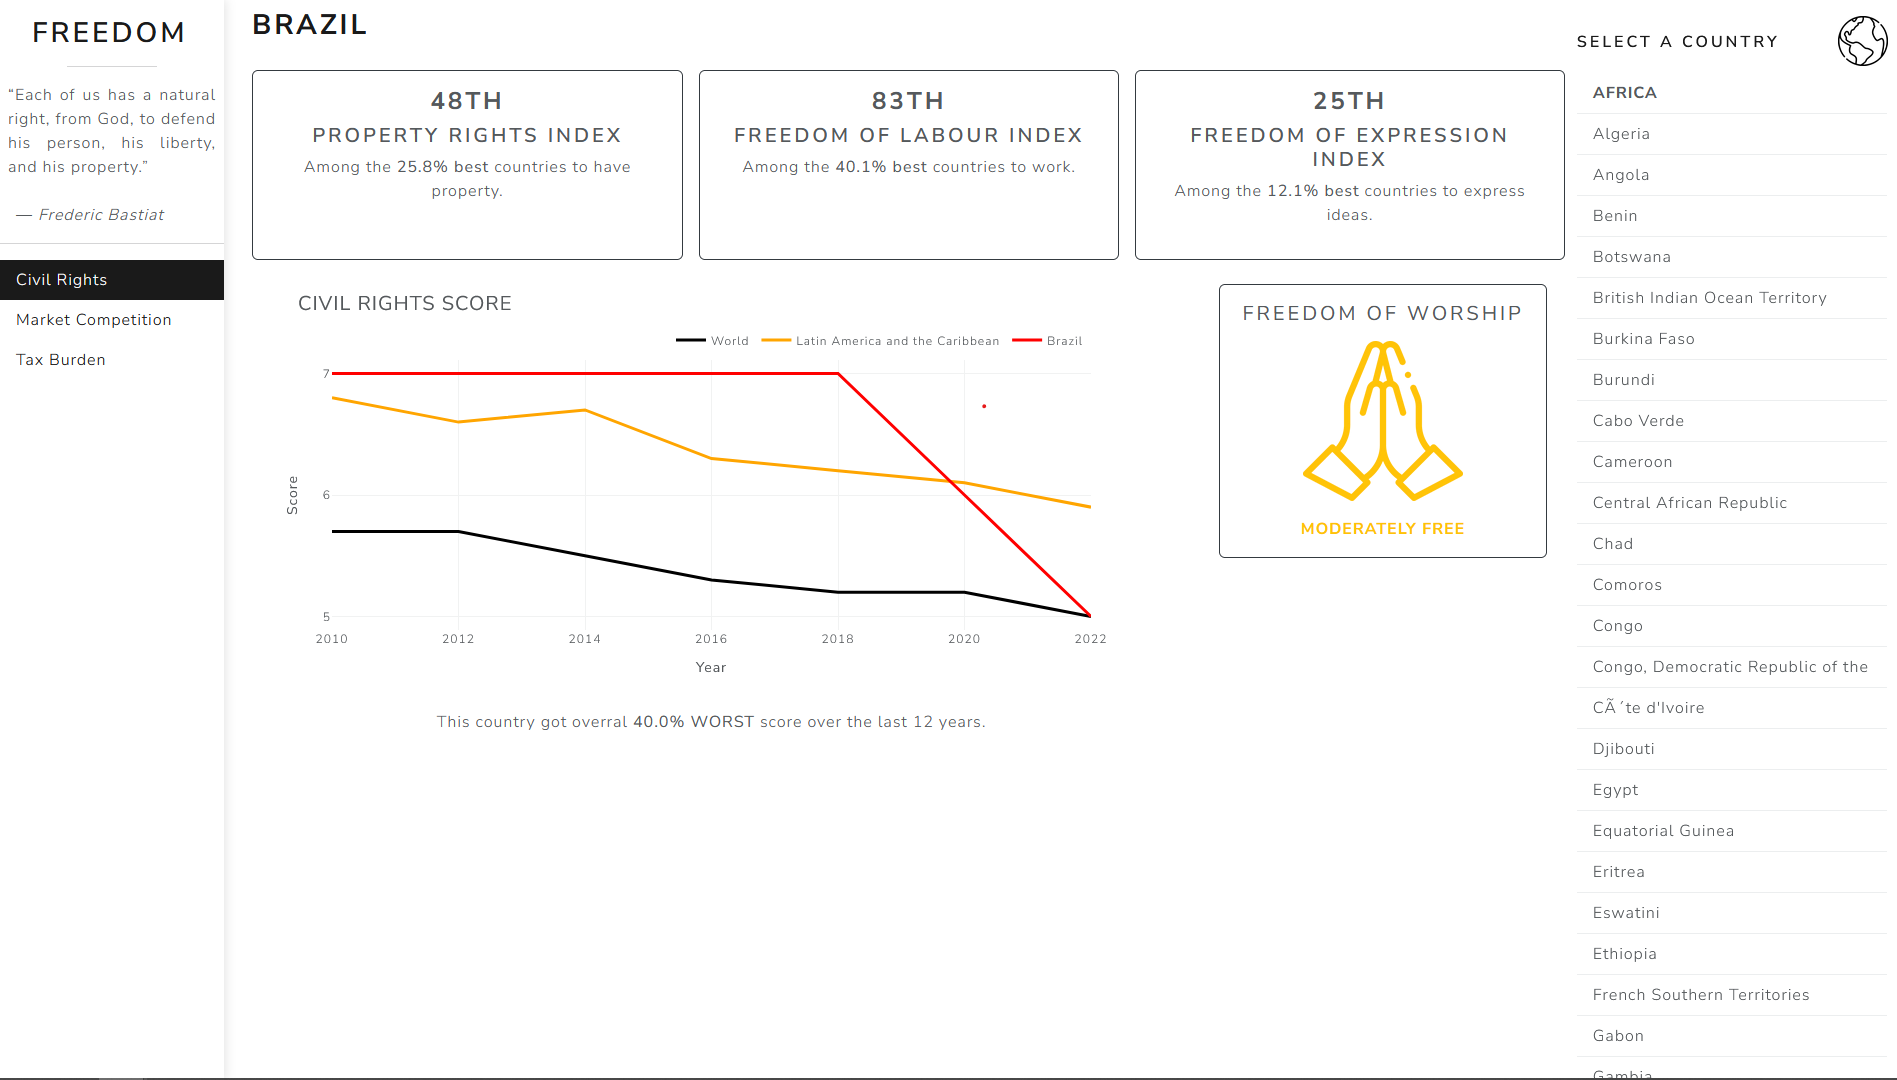 FREEDOM
“Each of us has a natural
right, from God, to defend
his person, his liberty,
and his property.”
— Frederic Bastiat
Civil Rights
Market Competition
Tax Burden
BRAZIL
48TH
PROPERTY RIGHTS INDEX
Among the 25.8% best countries to have
property.
83TH
FREEDOM OF LABOUR INDEX
Among the 40.1% best countries to work.
25TH
FREEDOM OF EXPRESSION
INDEX
Among the 12.1% best countries to express
ideas.
CIVIL RIGHTS SCORE
World
Latin America and the Caribbean
Brazil
Score
7
6
5
2010 2012 2014 2016 2018 2020 2022
Year
This country got overral 40.0% WORST score over the last 12 years.
FREEDOM OF WORSHIP
MODERATELY FREE
SELECT A COUNTRY
AFRICA
Algeria
Angola
Benin
Botswana
British Indian Ocean Territory
Burkina Faso
Burundi
Cabo Verde
Cameroon
Central African Republic
Chad
Comoros
Congo
Congo, Democratic Republic of the
CÃ´te d'Ivoire
Djibouti
Egypt
Equatorial Guinea
Eritrea
Eswatini
Ethiopia
French Southern Territories
Gabon
Gambia